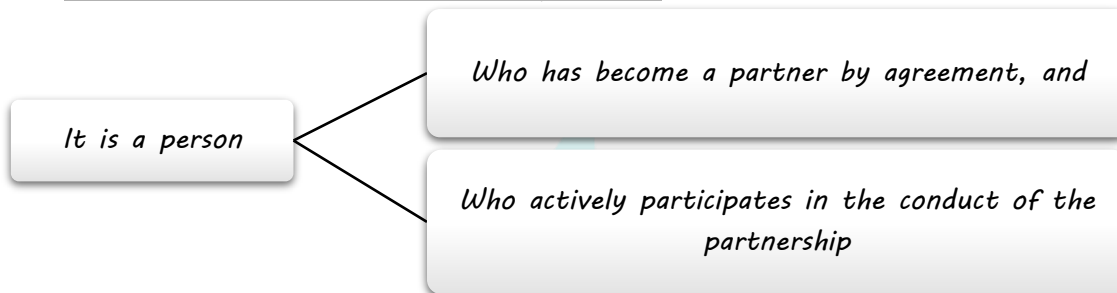 It is a person
Who has become a partner by agreement, and
Who actively participates in the conduct of the
partnership